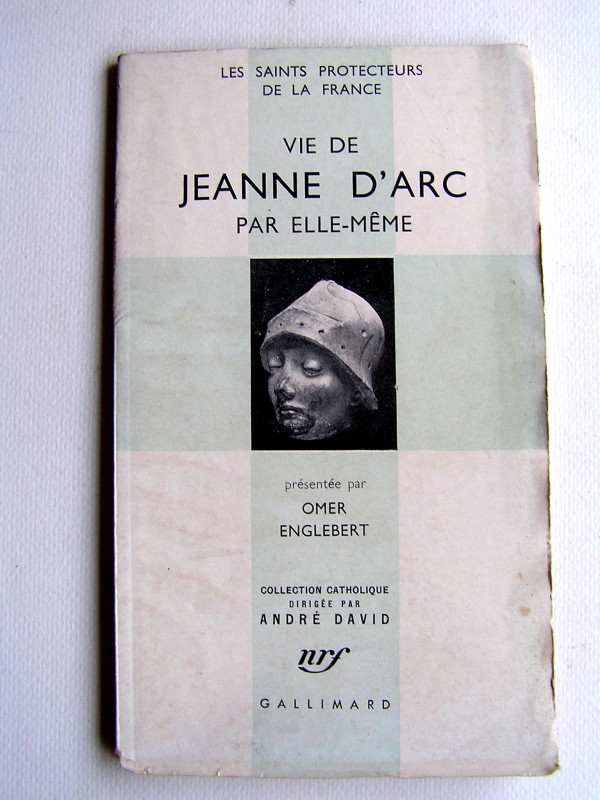 LES SAINTS PROTECTEURS
DE LA FRANCE
VIE DE
JEANNE D'ARC
PAR ELLE-MÊME
présentée par
OMER
ENGLEBERT
COLLECTION CATHOLIQUE
DIRIGÉE PAR
ANDRÉ DAVID
nrf
GALLIMARD